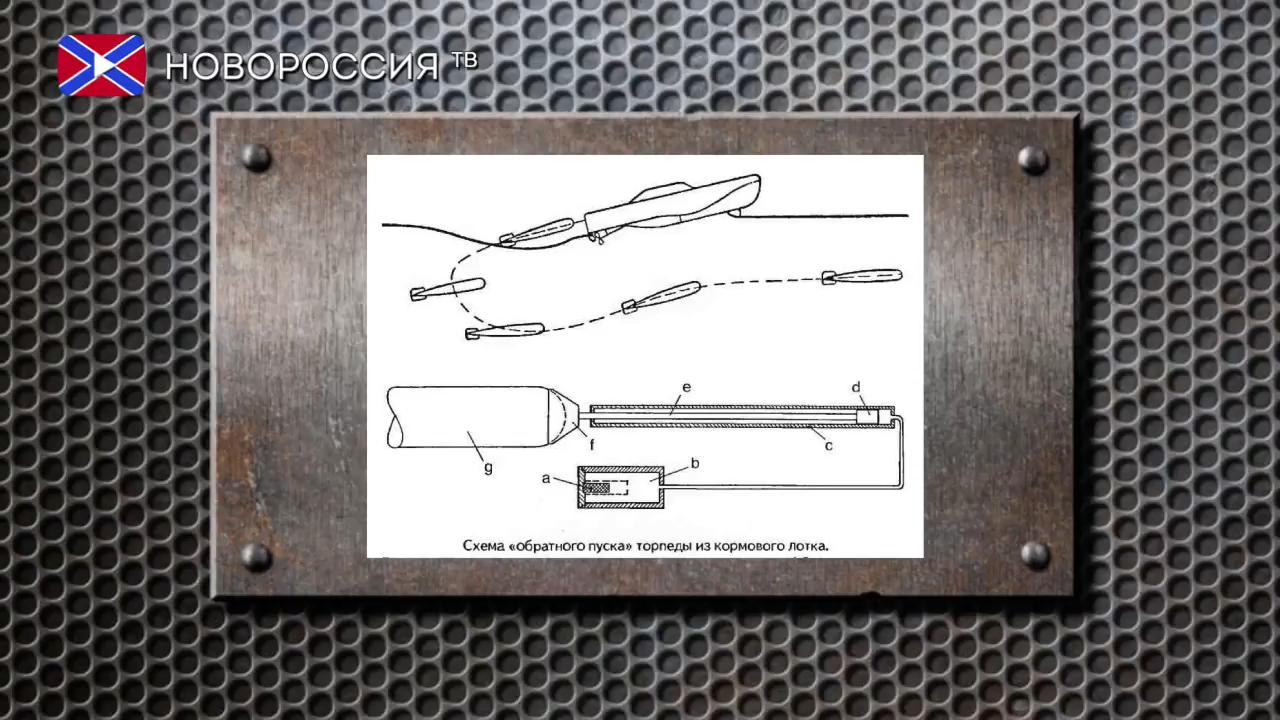 НОВОРОССИЯ ТВ
e
d
f
c
g
a
b
Схема «обратного пуска» торпеды из кормового лотка.